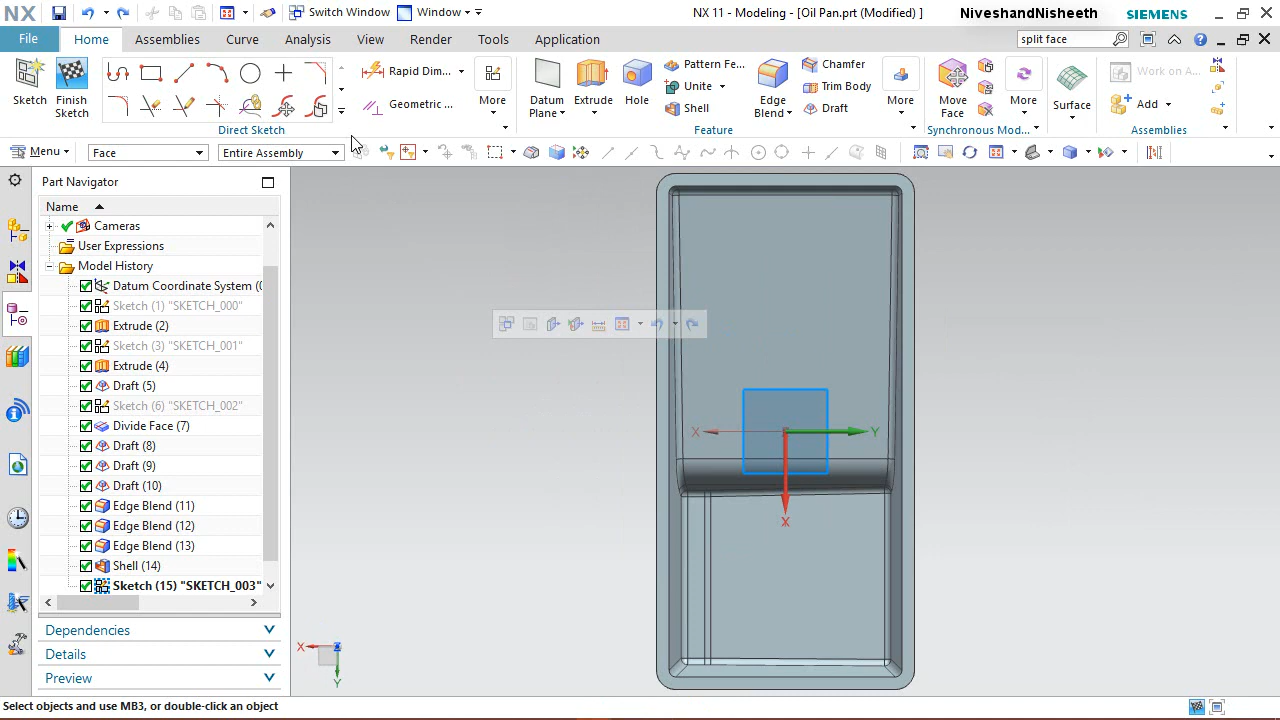 NX
Switch Window
Window
NX 11 - Modeling - [Oil Pan.prt (Modified) ]
NiveshandNisheeth
SIEMENS
File
Home
Assemblies
Curve
Analysis
View
Render
Tools
Application
split face
Sketch
Finish
Sketch
Rapid Dim...
Geometric ...
More
Datum
Plane
Extrude
Hole
Pattern Fe...
Unite
Shell
Edge
Blend
Chamfer
Trim Body
Draft
More
Move
Face
More
Surface
Work on A...
Add
Direct Sketch
Feature
Synchronous Mod...
Assemblies
Menu
Face
Entire Assembly
Part Navigator
Name
Cameras
User Expressions
Model History
Datum Coordinate System (0
Sketch (1) "SKETCH_000"
Extrude (2)
Sketch (3) "SKETCH_001"
Extrude (4)
Draft (5)
Sketch (6) "SKETCH_002"
Divide Face (7)
Draft (8)
Draft (9)
Draft (10)
Edge Blend (11)
Edge Blend (12)
Edge Blend (13)
Shell (14)
Sketch (15) "SKETCH_003"
Dependencies
Details
Preview
X
Y
X
X
Y
Select objects and use MB3, or double-click an object